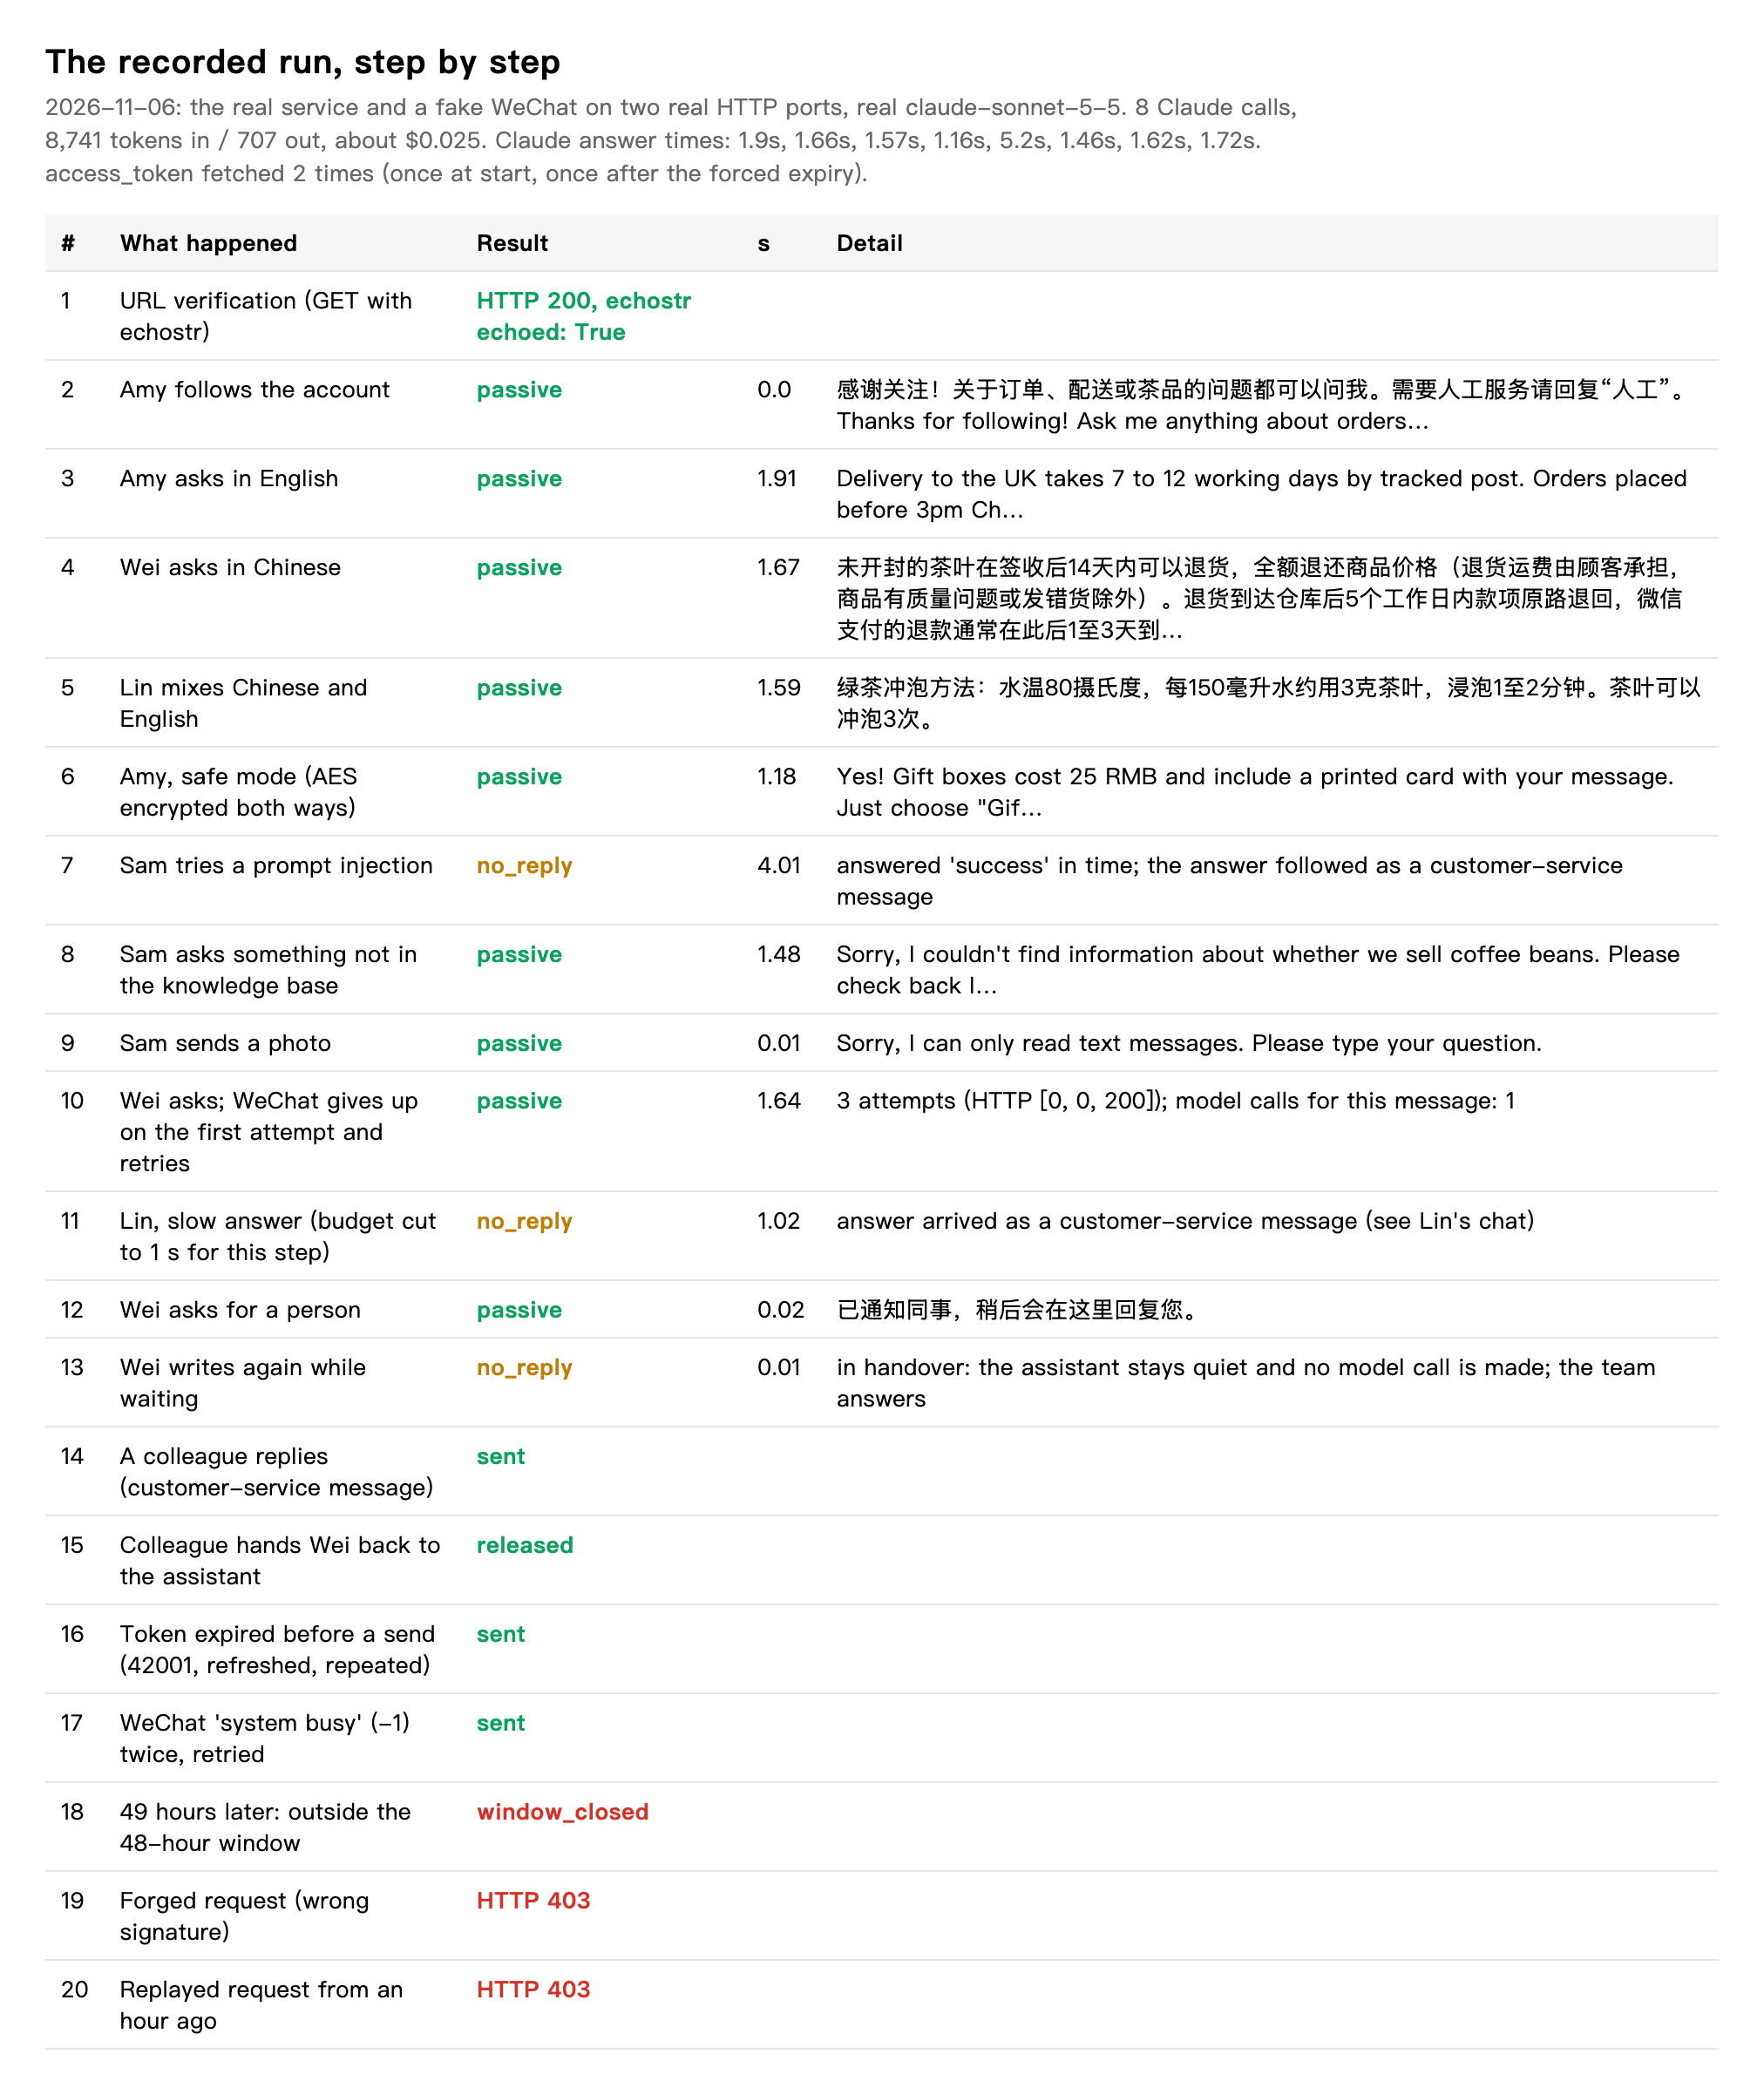 The recorded run, step by step
2026-11-06: the real service and a fake WeChat on two real HTTP ports, real claude-sonnet-5-5. 8 Claude calls,
8,741 tokens in / 707 out, about $0.025. Claude answer times: 1.9s, 1.66s, 1.57s, 1.16s, 5.2s, 1.46s, 1.62s, 1.72s.
access_token fetched 2 times (once at start, once after the forced expiry).
# What happened Result s Detail
1 URL verification (GET with HTTP 200, echostr
echostr) echoed: True
2 Amy follows the account passive 0.0 感谢关注！关于订单、配送或茶品的问题都可以问我。需要人工服务请回复“人工”。
Thanks for following! Ask me anything about orders…
3 Amy asks in English passive 1.91 Delivery to the UK takes 7 to 12 working days by tracked post. Orders placed
before 3pm Ch…
4 Wei asks in Chinese passive 1.67 未开封的茶叶在签收后14天内可以退货，全额退还商品价格（退货运费由顾客承担，
商品有质量问题或发错货除外）。退货到达仓库后5个工作日内款项原路退回，微信
支付的退款通常在此后1至3天到…
5 Lin mixes Chinese and passive 1.59 绿茶冲泡方法：水温80摄氏度，每150毫升水约用3克茶叶，浸泡1至2分钟。茶叶可以
English 冲泡3次。
6 Amy, safe mode (AES passive 1.18 Yes! Gift boxes cost 25 RMB and include a printed card with your message.
encrypted both ways) Just choose "Gif…
7 Sam tries a prompt injection no_reply 4.01 answered 'success' in time; the answer followed as a customer-service
message
8 Sam asks something not in passive 1.48 Sorry, I couldn't find information about whether we sell coffee beans. Please
the knowledge base check back l…
9 Sam sends a photo passive 0.01 Sorry, I can only read text messages. Please type your question.
10 Wei asks; WeChat gives up passive 1.64 3 attempts (HTTP [0, 0, 200]); model calls for this message: 1
on the first attempt and
retries
11 Lin, slow answer (budget cut no_reply 1.02 answer arrived as a customer-service message (see Lin's chat)
to 1 s for this step)
12 Wei asks for a person passive 0.02 已通知同事，稍后会在这里回复您。
13 Wei writes again while no_reply 0.01 in handover: the assistant stays quiet and no model call is made; the team
waiting answers
14 A colleague replies sent
(customer-service message)
15 Colleague hands Wei back to released
the assistant
16 Token expired before a send sent
(42001, refreshed, repeated)
17 WeChat 'system busy' (-1) sent
twice, retried
18 49 hours later: outside the window_closed
48-hour window
19 Forged request (wrong HTTP 403
signature)
20 Replayed request from an HTTP 403
hour ago